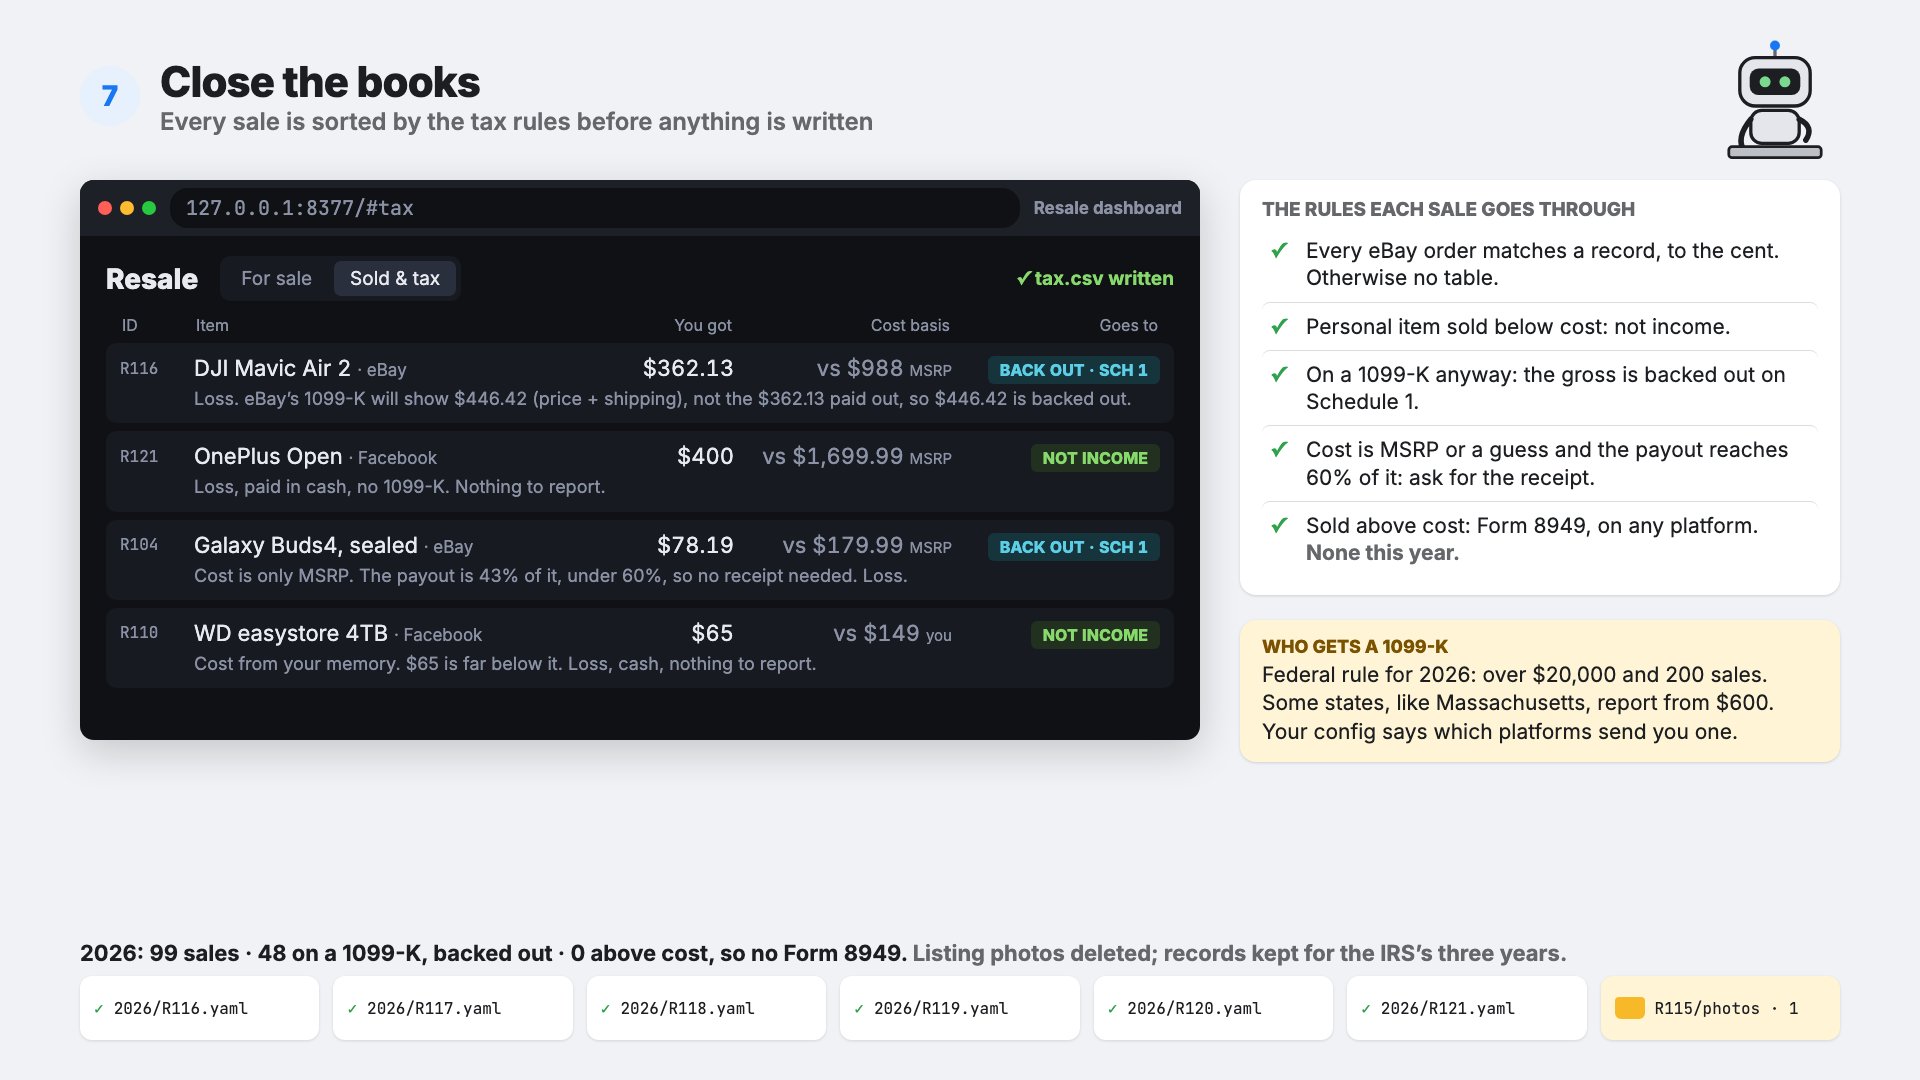 7
Close the books
Every sale is sorted by the tax rules before anything is written
127.0.0.1:8377/#tax
Resale dashboard
Resale
For sale
Sold & tax
✓ tax.csv written
ID Item You got Cost basis Goes to
R116 DJI Mavic Air 2 · eBay $362.13 vs $988 MSRP BACK OUT · SCH 1
Loss. eBay’s 1099-K will show $446.42 (price + shipping), not the $362.13 paid out, so $446.42 is backed out.
R121 OnePlus Open · Facebook $400 vs $1,699.99 MSRP NOT INCOME
Loss, paid in cash, no 1099-K. Nothing to report.
R104 Galaxy Buds4, sealed · eBay $78.19 vs $179.99 MSRP BACK OUT · SCH 1
Cost is only MSRP. The payout is 43% of it, under 60%, so no receipt needed. Loss.
R110 WD easystore 4TB · Facebook $65 vs $149 you NOT INCOME
Cost from your memory. $65 is far below it. Loss, cash, nothing to report.
THE RULES EACH SALE GOES THROUGH
✓ Every eBay order matches a record, to the cent.
Otherwise no table.
✓ Personal item sold below cost: not income.
✓ On a 1099-K anyway: the gross is backed out on
Schedule 1.
✓ Cost is MSRP or a guess and the payout reaches
60% of it: ask for the receipt.
✓ Sold above cost: Form 8949, on any platform.
None this year.
WHO GETS A 1099-K
Federal rule for 2026: over $20,000 and 200 sales.
Some states, like Massachusetts, report from $600.
Your config says which platforms send you one.
2026: 99 sales · 48 on a 1099-K, backed out · 0 above cost, so no Form 8949. Listing photos deleted; records kept for the IRS’s three years.
✓ 2026/R116.yaml
✓ 2026/R117.yaml
✓ 2026/R118.yaml
✓ 2026/R119.yaml
✓ 2026/R120.yaml
✓ 2026/R121.yaml
R115/photos · 1